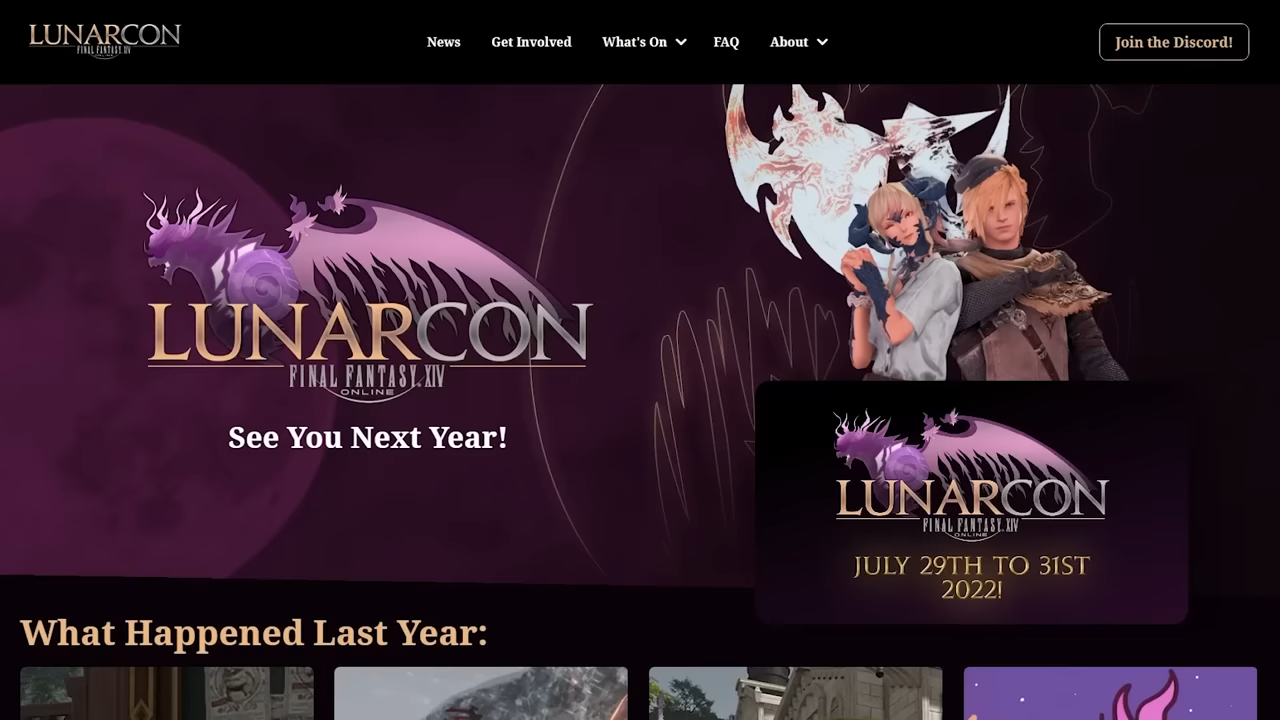 LUNARCON
FINAL FANTASY XIV
ONLINE
News
Get Involved
What's On
FAQ
About
Join the Discord!
LUNARCON
FINAL FANTASY XIV
ONLINE
See You Next Year!
LUNARCON
FINAL FANTASY XIV
ONLINE
JULY 29TH TO 31ST
2022!
What Happened Last Year: